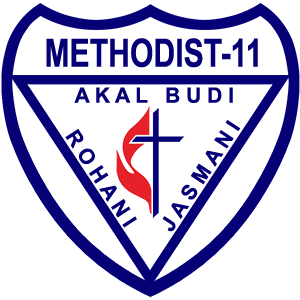 METHODIST-11
AKAL BUDI
ROHANI
JASMANI